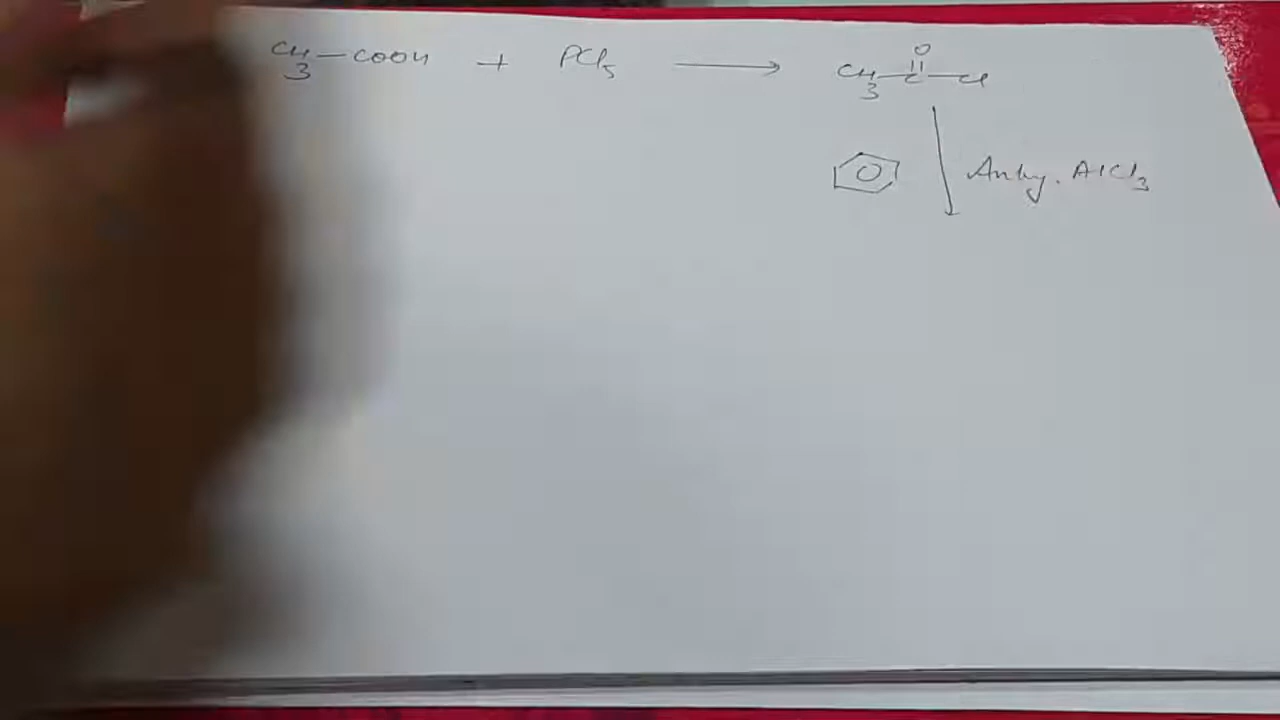 CH3—COOH + PCl5 ⟶ CH3—C—Cl
O
Anhy. AlCl3